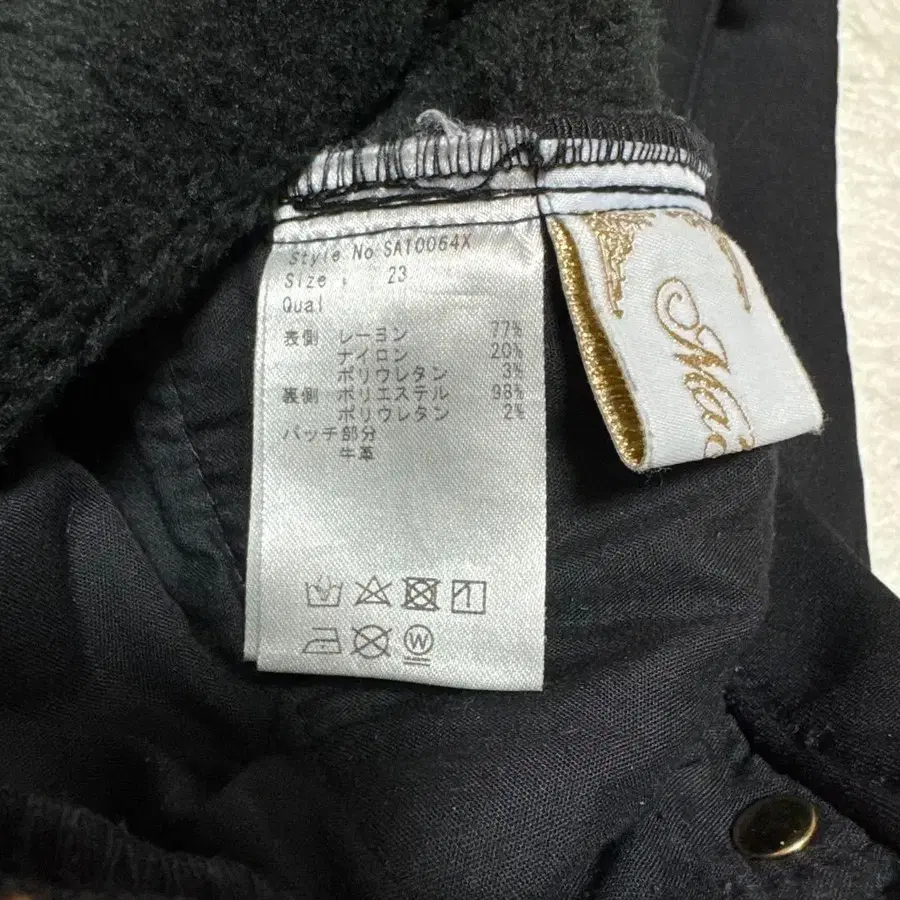 Style No SA10064X
Size : 23
Qual
表側 レーヨン 77%
ナイロン 20%
ポリウレタン 3%
裏側 ポリエステル 98%
ポリウレタン 2%
パッチ部分
牛革
W